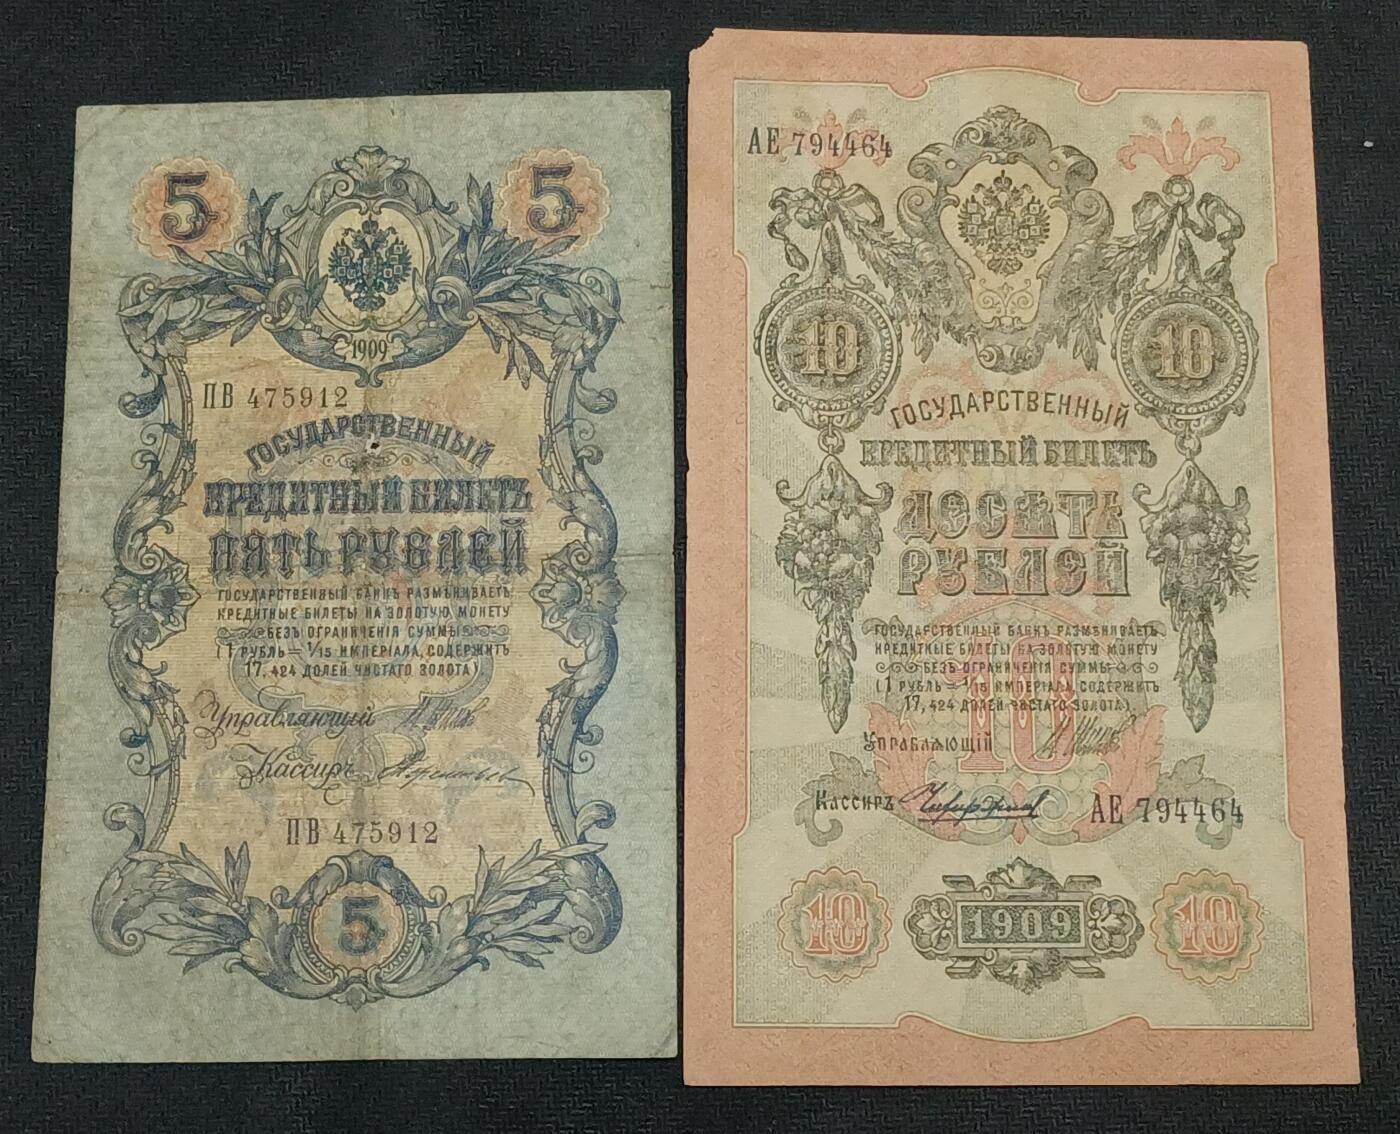 5 5
1909
ПВ 475912
ГОСУДАРСТВЕННЫЙ
КРЕДИТНЫЙ БИЛЕТЪ
ПЯТЬ РУБЛЕЙ
ГОСУДАРСТВЕННЫЙ БАНКЪ РАЗМѢНИВАЕТЪ
КРЕДИТНЫЕ БИЛЕТЫ НА ЗОЛОТУЮ МОНЕТУ
БЕЗЪ ОГРАНИЧЕНІЯ СУММЫ
(1 РУБЛЬ = 1/15 ИМПЕРІАЛА, СОДЕРЖИТЪ
17,424 ДОЛЕЙ ЧИСТАГО ЗОЛОТА)
Управляющій
Кассиръ
ПВ 475912
5
АЕ 794464
10 10
ГОСУДАРСТВЕННЫЙ
КРЕДИТНЫЙ БИЛЕТЪ
ДЕСЯТЬ
РУБЛЕЙ
ГОСУДАРСТВЕННЫЙ БАНКЪ РАЗМѢНИВАЕТЪ
КРЕДИТНЫЕ БИЛЕТЫ НА ЗОЛОТУЮ МОНЕТУ
БЕЗЪ ОГРАНИЧЕНІЯ СУММЫ
(1 РУБЛЬ = 1/15 ИМПЕРІАЛА, СОДЕРЖИТЪ
17,424 ДОЛЕЙ ЧИСТАГО ЗОЛОТА).
10
УПРАВЛЯЮЩІЙ
КАССИРЪ
АЕ 794464
10 1909 10